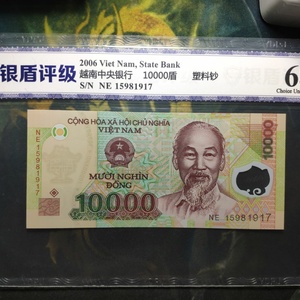 银盾评级
2006 Viet Nam, State Bank
越南中央银行 10000盾 塑料钞
S/N NE 15981917
6
Choice Un
CỘNG HÒA XÃ HỘI CHỦ NGHĨA
VIỆT NAM
10000
NE 15981917
MƯỜI NGHÌN
ĐỒNG
10000
NE 15981917